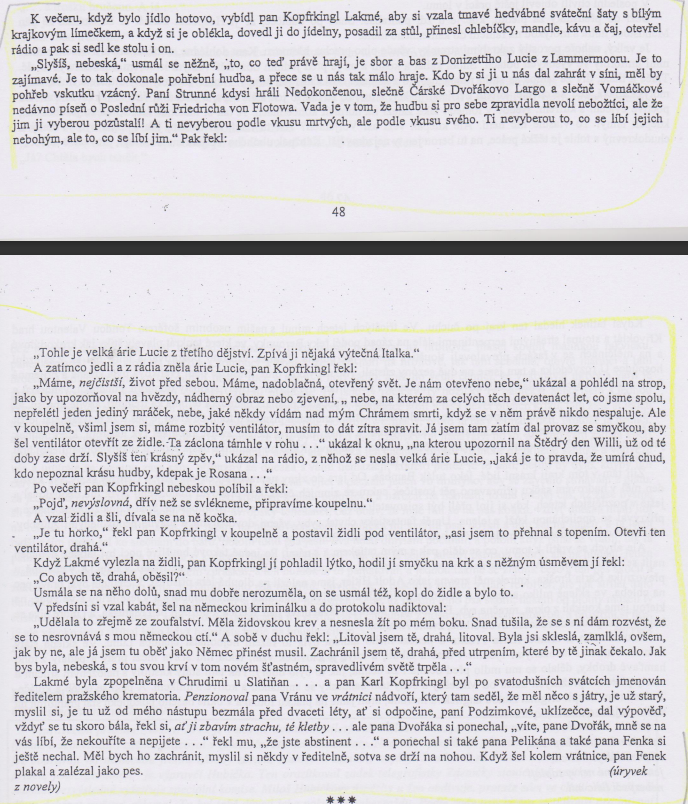 K večeru, když bylo jídlo hotovo, vybídl pan Kopfrkingl Lakmé, aby si vzala tmavé hedvábné sváteční šaty s bílým
krajkovým límečkem, a když si je oblékla, dovedl ji do jídelny, posadil za stůl, přinesl chlebíčky, mandle, kávu a čaj, otevřel
rádio a pak si sedl ke stolu i on.
„Slyšíš, nebeská,“ usmál se něžně, „to, co teď právě hrají, je sbor a bas z Donizettiho Lucie z Lammermooru. Je to
zajímavé. Je to tak dokonale pohřební hudba, a přece se u nás tak málo hraje. Kdo by si ji u nás dal zahrát v síni, měl by
pohřeb vskutku vzácný. Paní Strunné kdysi hráli Nedokončenou, slečně Čárské Dvořákovo Largo a slečně Vomáčkové
nedávno píseň o Poslední růži Friedricha von Flotowa. Vada je v tom, že hudbu si pro sebe zpravidla nevolí nebožtíci, ale že
jim ji vyberou pozůstalí! A ti nevyberou podle vkusu mrtvých, ale podle vkusu svého. Ti nevyberou to, co se líbí jejich
nebohým, ale to, co se líbí jim.“ Pak řekl:
48
„Tohle je velká árie Lucie z třetího dějství. Zpívá ji nějaká výtečná Italka.“
A zatímco jedli a z rádia zněla árie Lucie, pan Kopfrkingl řekl:
„Máme, nejčistší, život před sebou. Máme, nadoblačná, otevřený svět. Je nám otevřeno nebe,“ ukázal a pohlédl na strop,
jako by upozorňoval na hvězdy, nádherný obraz nebo zjevení, „ nebe, na kterém za celých těch devatenáct let, co jsme spolu,
nepřelétl jeden jediný mráček, nebe, jaké někdy vídám nad mým Chrámem smrti, když se v něm právě nikdo nespaluje. Ale
v koupelně, všiml jsem si, máme rozbitý ventilátor, musím to dát zítra spravit. Já jsem tam zatím dal provaz se smyčkou, aby
šel ventilátor otevřít ze židle. Ta záclona támhle v rohu . . .“ ukázal k oknu, „na kterou upozornil na Štědrý den Willi, už od té
doby zase drží. Slyšíš ten krásný zpěv,“ ukázal na rádio, z něhož se nesla velká árie Lucie, „jaká je to pravda, že umírá chud,
kdo nepoznal krásu hudby, kdepak je Rosana . . .“
Po večeři pan Kopfrkingl nebeskou políbil a řekl:
„Pojď, nevýslovná, dřív než se svlékneme, připravíme koupelnu.“
A vzal židli a šli, dívala se na ně kočka.
„Je tu horko,“ řekl pan Kopfrkingl v koupelně a postavil židli pod ventilátor, „asi jsem to přehnal s topením. Otevři ten
ventilátor, drahá.“
Když Lakmé vylezla na židli, pan Kopfrkingl jí pohladil lýtko, hodil jí smyčku na krk a s něžným úsměvem jí řekl:
„Co abych tě, drahá, oběsil?“
Usmála se na něho dolů, snad mu dobře nerozuměla, on se usmál též, kopl do židle a bylo to.
V předsíni si vzal kabát, šel na německou kriminálku a do protokolu nadiktoval:
„Udělala to zřejmě ze zoufalství. Měla židovskou krev a nesnesla žít po mém boku. Snad tušila, že se s ní dám rozvést, že
se to nesrovnává s mou německou ctí.“ A sobě v duchu řekl: „Litoval jsem tě, drahá, litoval. Byla jsi skleslá, zamlklá, ovšem,
jak by ne, ale já jsem tu oběť jako Němec přinést musil. Zachránil jsem tě, drahá, před utrpením, které by tě jinak čekalo. Jak
bys byla, nebeská, s tou svou krví v tom novém šťastném, spravedlivém světě trpěla . . .“
Lakmé byla zpopelněna v Chrudimi u Slatiňan . . . a pan Karel Kopfrkingl byl po svatodušních svátcích jmenován
ředitelem pražského krematoria. Penzionoval pana Vránu ve vrátnici nádvoří, který tam seděl, že měl něco s játry, je už starý,
myslil si, je tu už od mého nástupu bezmála před dvaceti léty, ať si odpočine, paní Podzimkové, uklízečce, dal výpověď,
vždyť se tu skoro bála, řekl si, ať ji zbavím strachu, té kletby . . . ale pana Dvořáka si ponechal, „víte, pane Dvořák, mně se na
vás líbí, že nekouříte a nepijete . . .“ řekl mu, „že jste abstinent . . .“ a ponechal si také pana Pelikána a také pana Fenka si
ještě nechal. Měl bych ho zachránit, myslil si někdy v ředitelně, sotva se drží na nohou. Když šel kolem vrátnice, pan Fenek
plakal a zalézal jako pes. (úryvek
z novely)
***